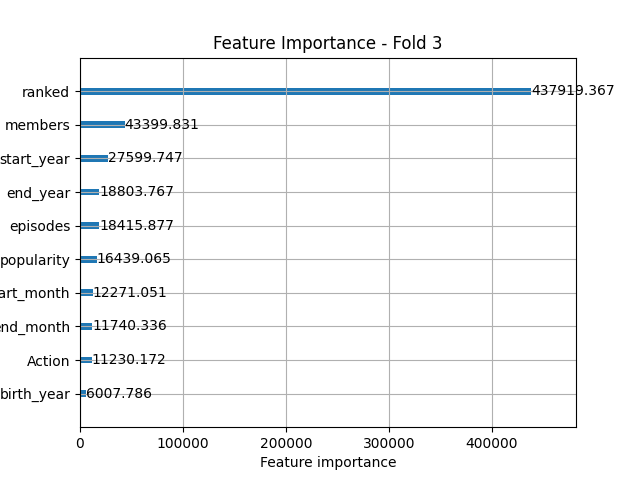 Feature Importance - Fold 3
ranked 437919.367
members 43399.831
start_year 27599.747
end_year 18803.767
episodes 18415.877
popularity 16439.065
art_month 12271.051
end_month 11740.336
Action 11230.172
birth_year 6007.786
0 100000 200000 300000 400000
Feature importance